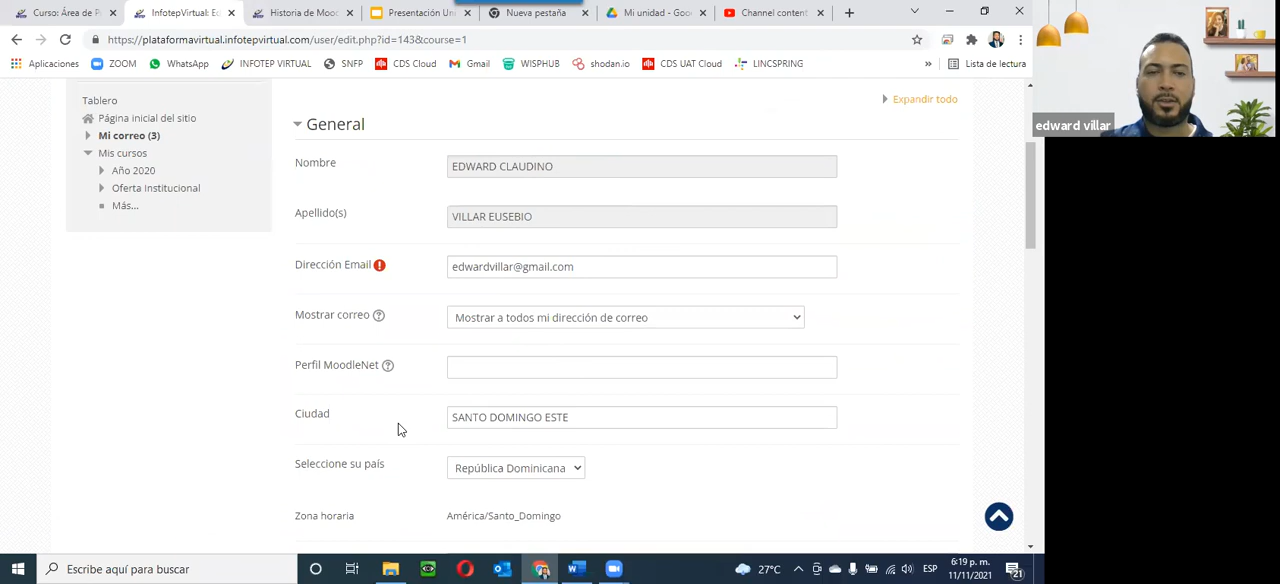 Curso: Área de P
InfotepVirtual: Ed
Historia de Mood
Presentación Uni
Nueva pestaña
Mi unidad - Goo
Channel content
https://plataformavirtual.infotepvirtual.com/user/edit.php?id=143&course=1
Aplicaciones
ZOOM
WhatsApp
INFOTEP VIRTUAL
SNFP
CDS Cloud
Gmail
WISPHUB
shodan.io
CDS UAT Cloud
LINCSPRING
»
Lista de lectura
edward villar
Tablero
Página inicial del sitio
Mi correo (3)
Mis cursos
Año 2020
Oferta Institucional
Más...
Expandir todo
General
Nombre
EDWARD CLAUDINO
Apellido(s)
VILLAR EUSEBIO
Dirección Email
edwardvillar@gmail.com
Mostrar correo
Mostrar a todos mi dirección de correo
Perfil MoodleNet
Ciudad
SANTO DOMINGO ESTE
Seleccione su país
República Dominicana
Zona horaria
América/Santo_Domingo
Escribe aquí para buscar
27°C
ESP
6:19 p. m.
11/11/2021
21